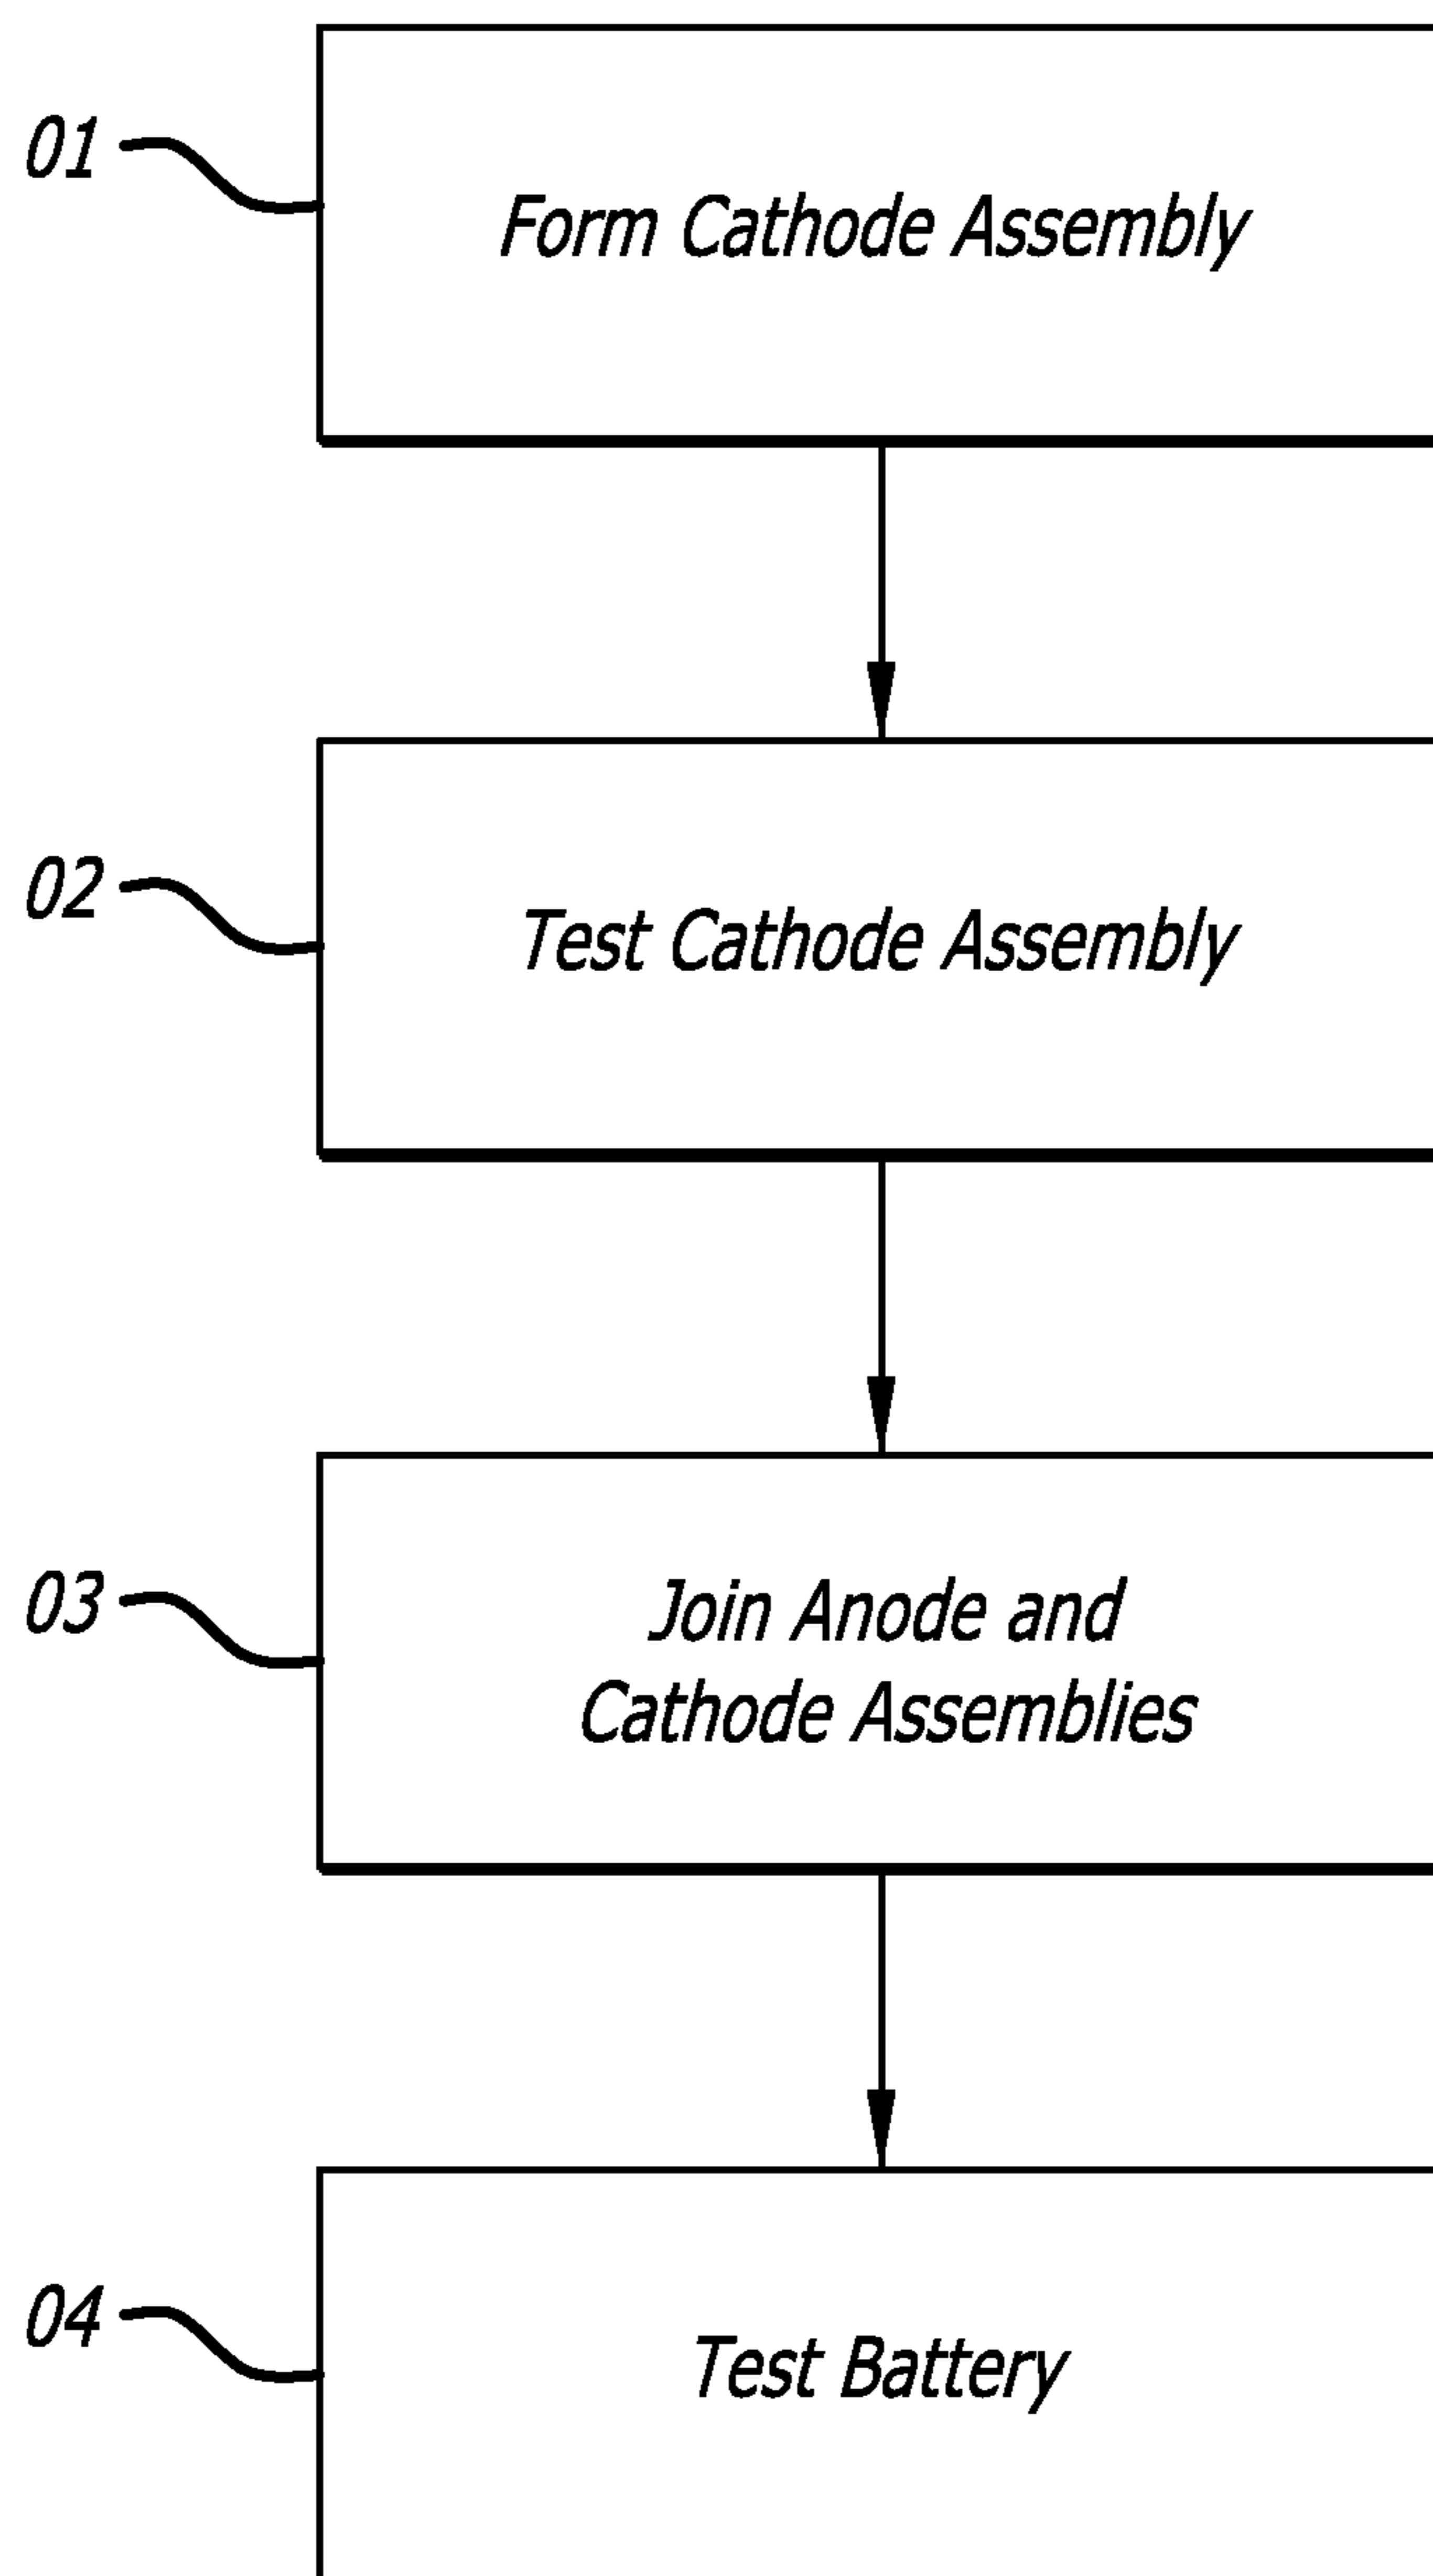 01
Form Cathode Assembly
02
Test Cathode Assembly
03
Join Anode and
Cathode Assemblies
04
Test Battery